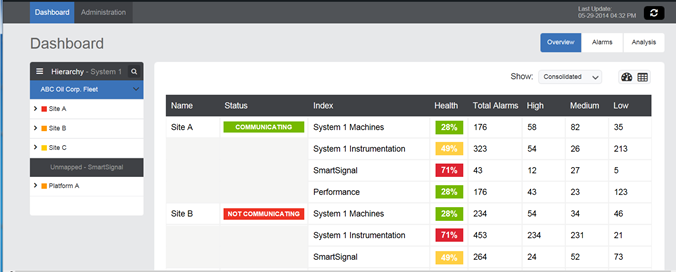 Dashboard Administration
Last Update:
05-29-2014 04:32 PM
Dashboard
Overview Alarms Analysis
Hierarchy - System 1
ABC Oil Corp. Fleet
Site A
Site B
Site C
Unmapped - SmartSignal
Platform A
Show: Consolidated
Name Status Index Health Total Alarms High Medium Low
Site A COMMUNICATING System 1 Machines 28% 176 58 82 35
System 1 Instrumentation 49% 323 54 26 213
SmartSignal 71% 43 12 27 5
Performance 28% 176 43 23 123
Site B NOT COMMUNICATING System 1 Machines 28% 234 54 34 46
System 1 Instrumentation 71% 453 234 231 21
SmartSignal 49% 264 24 52 73